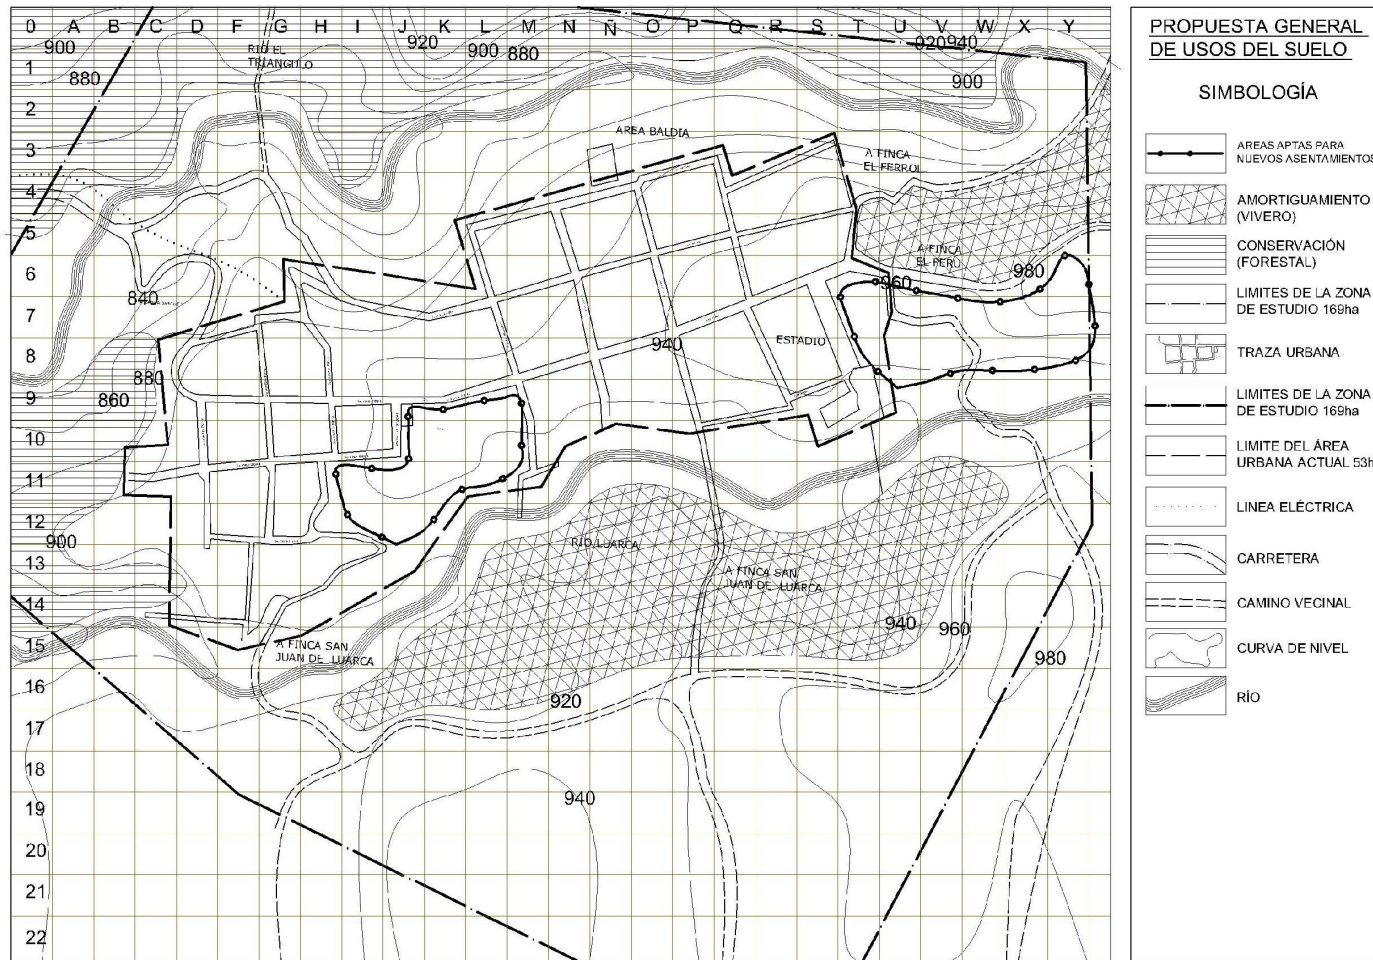 0 A B C D E F G H I J K L M N Ñ O P Q R S T U V W X Y
900
RIO EL
TRIANGULO
920
900
880
920
940
1
880
900
2
AREA BALDIA
3
A FINCA
EL FERROL
4
5
A FINCA
EL PERU
6
980
960
840
7
ESTADIO
940
8
880
9
860
10
11
12
900
RIO LUARCA
13
A FINCA SAN
JUAN DE LUARCA
14
940
960
15
A FINCA SAN
JUAN DE LUARCA
980
16
920
17
18
940
19
20
21
22
PROPUESTA GENERAL
DE USOS DEL SUELO
SIMBOLOGÍA
AREAS APTAS PARA
NUEVOS ASENTAMIENTOS
AMORTIGUAMIENTO
(VIVERO)
CONSERVACIÓN
(FORESTAL)
LIMITES DE LA ZONA
DE ESTUDIO 169ha
TRAZA URBANA
LIMITES DE LA ZONA
DE ESTUDIO 169ha
LIMITE DEL ÁREA
URBANA ACTUAL 53h
LINEA ELÉCTRICA
CARRETERA
CAMINO VECINAL
CURVA DE NIVEL
RÍO